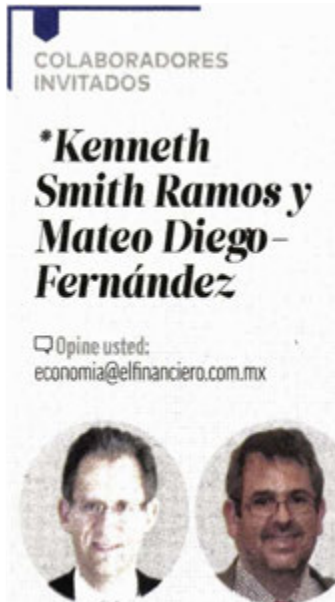 COLABORADORES
INVITADOS
*Kenneth
Smith Ramos y
Mateo Diego-
Fernández
Opine usted:
economia@elfinanciero.com.mx